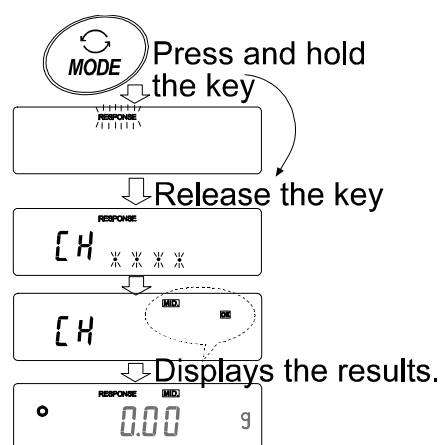 MODE
Press and hold
the key
RESPONSE
Release the key
RESPONSE
CH
MID.
OK
CH
Displays the results.
RESPONSE MID.
0.00 g